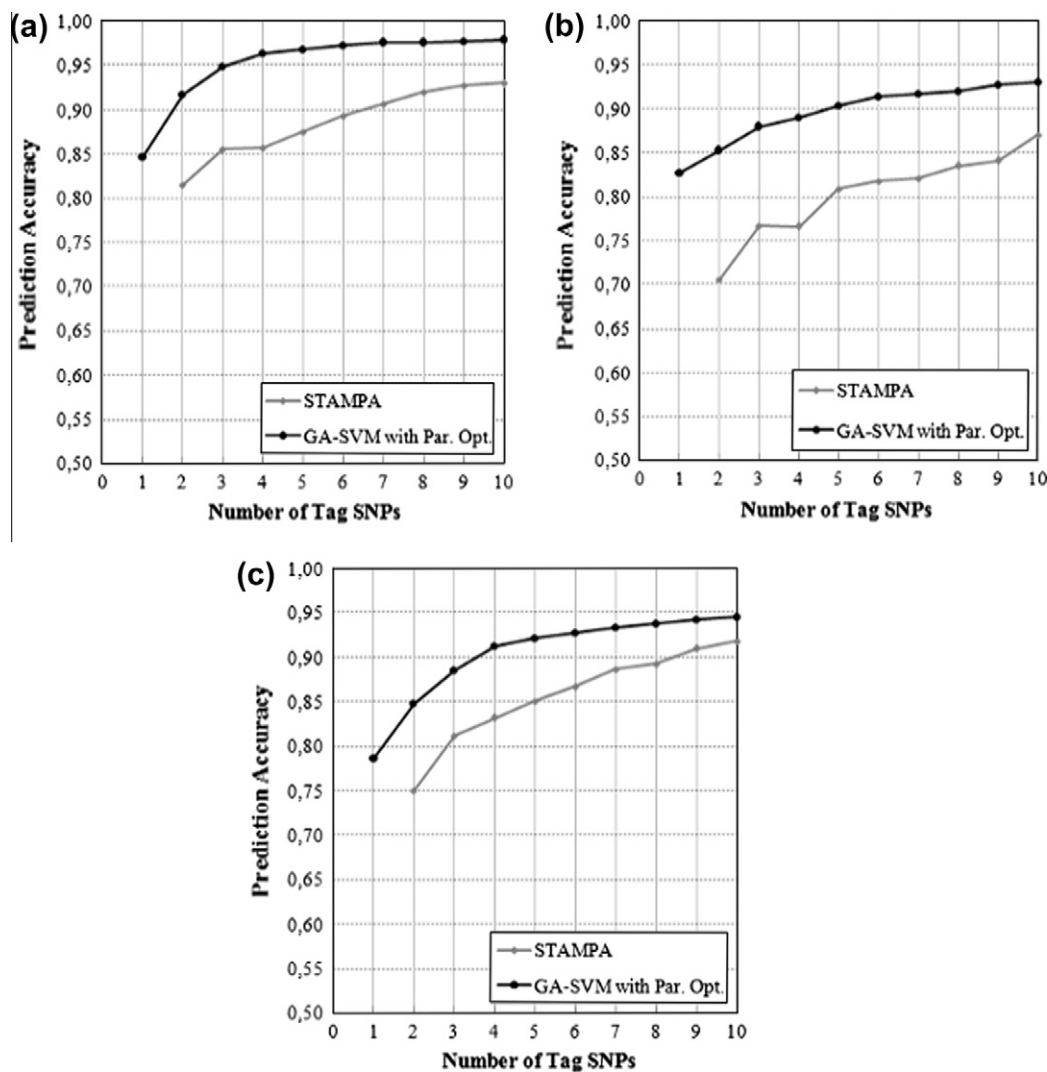 (a)
Prediction Accuracy
1,00
0,95
0,90
0,85
0,80
0,75
0,70
0,65
0,60
0,55
0,50
STAMPA
GA-SVM with Par. Opt.
0 1 2 3 4 5 6 7 8 9 10
Number of Tag SNPs
(b)
Prediction Accuracy
1,00
0,95
0,90
0,85
0,80
0,75
0,70
0,65
0,60
0,55
0,50
STAMPA
GA-SVM with Par. Opt.
0 1 2 3 4 5 6 7 8 9 10
Number of Tag SNPs
(c)
Prediction Accuracy
1,00
0,95
0,90
0,85
0,80
0,75
0,70
0,65
0,60
0,55
0,50
STAMPA
GA-SVM with Par. Opt.
0 1 2 3 4 5 6 7 8 9 10
Number of Tag SNPs